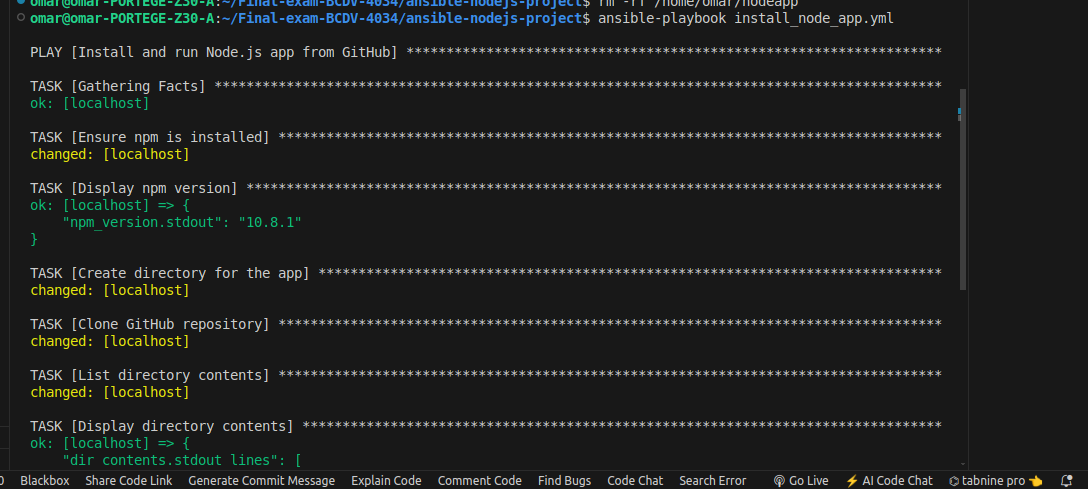 omar@omar-PORTEGE-Z30-A:~/Final-exam-BCDV-4034/ansible-nodejs-project$ rm -rf /home/omar/nodeapp
omar@omar-PORTEGE-Z30-A:~/Final-exam-BCDV-4034/ansible-nodejs-project$ ansible-playbook install_node_app.yml
PLAY [Install and run Node.js app from GitHub] *******************************************************************
TASK [Gathering Facts] *******************************************************************************************
ok: [localhost]
TASK [Ensure npm is installed] ***********************************************************************************
changed: [localhost]
TASK [Display npm version] ***************************************************************************************
ok: [localhost] => {
    "npm_version.stdout": "10.8.1"
}
TASK [Create directory for the app] ******************************************************************************
changed: [localhost]
TASK [Clone GitHub repository] ***********************************************************************************
changed: [localhost]
TASK [List directory contents] ***********************************************************************************
changed: [localhost]
TASK [Display directory contents] ********************************************************************************
ok: [localhost] => {
    "dir_contents.stdout_lines": [
0 Blackbox Share Code Link Generate Commit Message Explain Code Comment Code Find Bugs Code Chat Search Error Go Live AI Code Chat tabnine pro